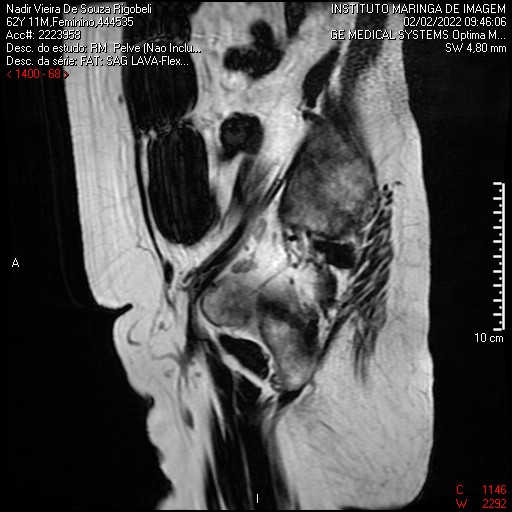 Nadir Vieira De Souza Rigobeli
62Y 11M,Feminino,444535
Acc#: 2223953
Desc. do estudo: RM  Pelve (Nao Inclu...
Desc. da série: FAT: SAG LAVA-Flex...
< 1400 - 68 >
INSTITUTO MARINGA DE IMAGEM
02/02/2022 09:46:06
GE MEDICAL SYSTEMS Optima M...
SW 4,80 mm
A
10 cm
I
C 1146
W 2292